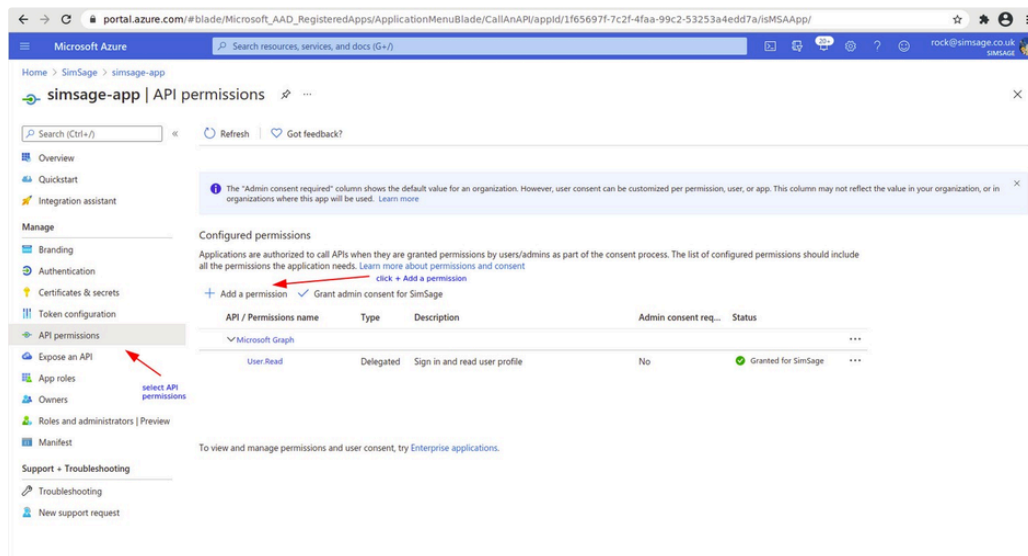 portal.azure.com/#blade/Microsoft_AAD_RegisteredApps/ApplicationMenuBlade/CallAnAPI/appId/1f65697f-7c2f-4faa-99c2-53253a4edd7a/isMSAApp/
Microsoft Azure
Search resources, services, and docs (G+/)
20+
rock@simsage.co.uk
SIMSAGE
Home > SimSage > simsage-app
simsage-app | API permissions
Search (Ctrl+/)
Refresh
Got feedback?
Overview
Quickstart
Integration assistant
The "Admin consent required" column shows the default value for an organization. However, user consent can be customized per permission, user, or app. This column may not reflect the value in your organization, or in
organizations where this app will be used. Learn more
Manage
Branding
Authentication
Certificates & secrets
Token configuration
API permissions
Expose an API
App roles
Owners
Roles and administrators | Preview
Manifest
select API
permissions
Support + Troubleshooting
Troubleshooting
New support request
Configured permissions
Applications are authorized to call APIs when they are granted permissions by users/admins as part of the consent process. The list of configured permissions should include
all the permissions the application needs. Learn more about permissions and consent
click + Add a permission
+ Add a permission
Grant admin consent for SimSage
API / Permissions name
Type
Description
Admin consent req...
Status
Microsoft Graph
...
User.Read
Delegated
Sign in and read user profile
No
Granted for SimSage
...
To view and manage permissions and user consent, try Enterprise applications.